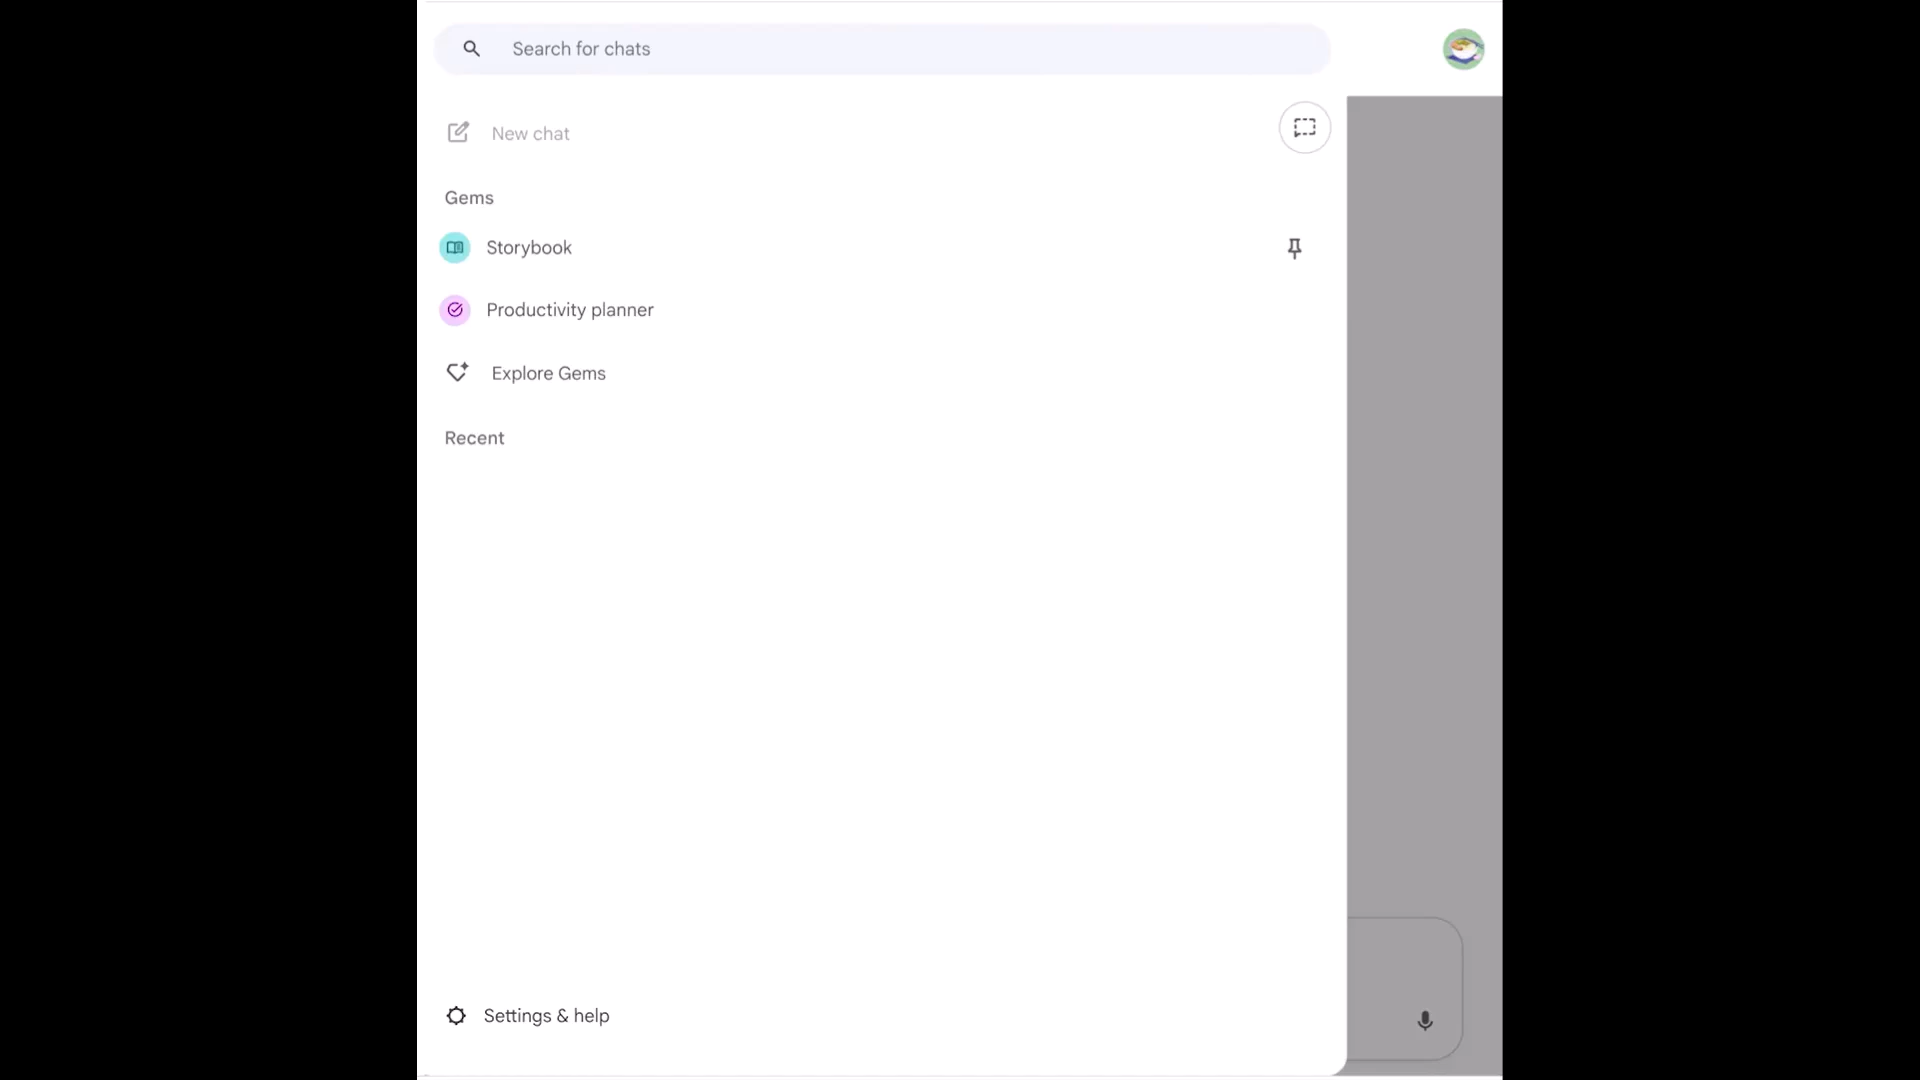 Search for chats
New chat
Gems
Storybook
Productivity planner
Explore Gems
Recent
Settings & help